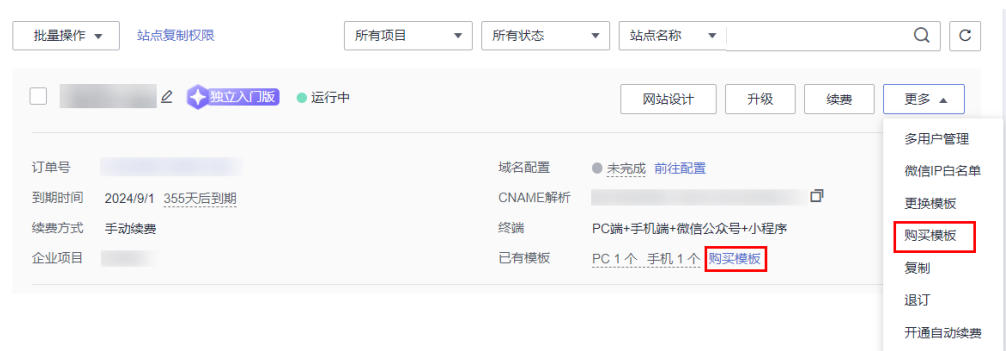 批量操作 站点复制权限 所有项目 所有状态 站点名称
独立入门版 运行中 网站设计 升级 续费 更多
多用户管理
订单号 域名配置 未完成 前往配置 微信IP白名单
到期时间 2024/9/1 355天后到期 CNAME解析 更换模板
续费方式 手动续费 终端 PC端+手机端+微信公众号+小程序 购买模板
企业项目 已有模板 PC 1 个 手机 1 个 购买模板 复制
退订
开通自动续费